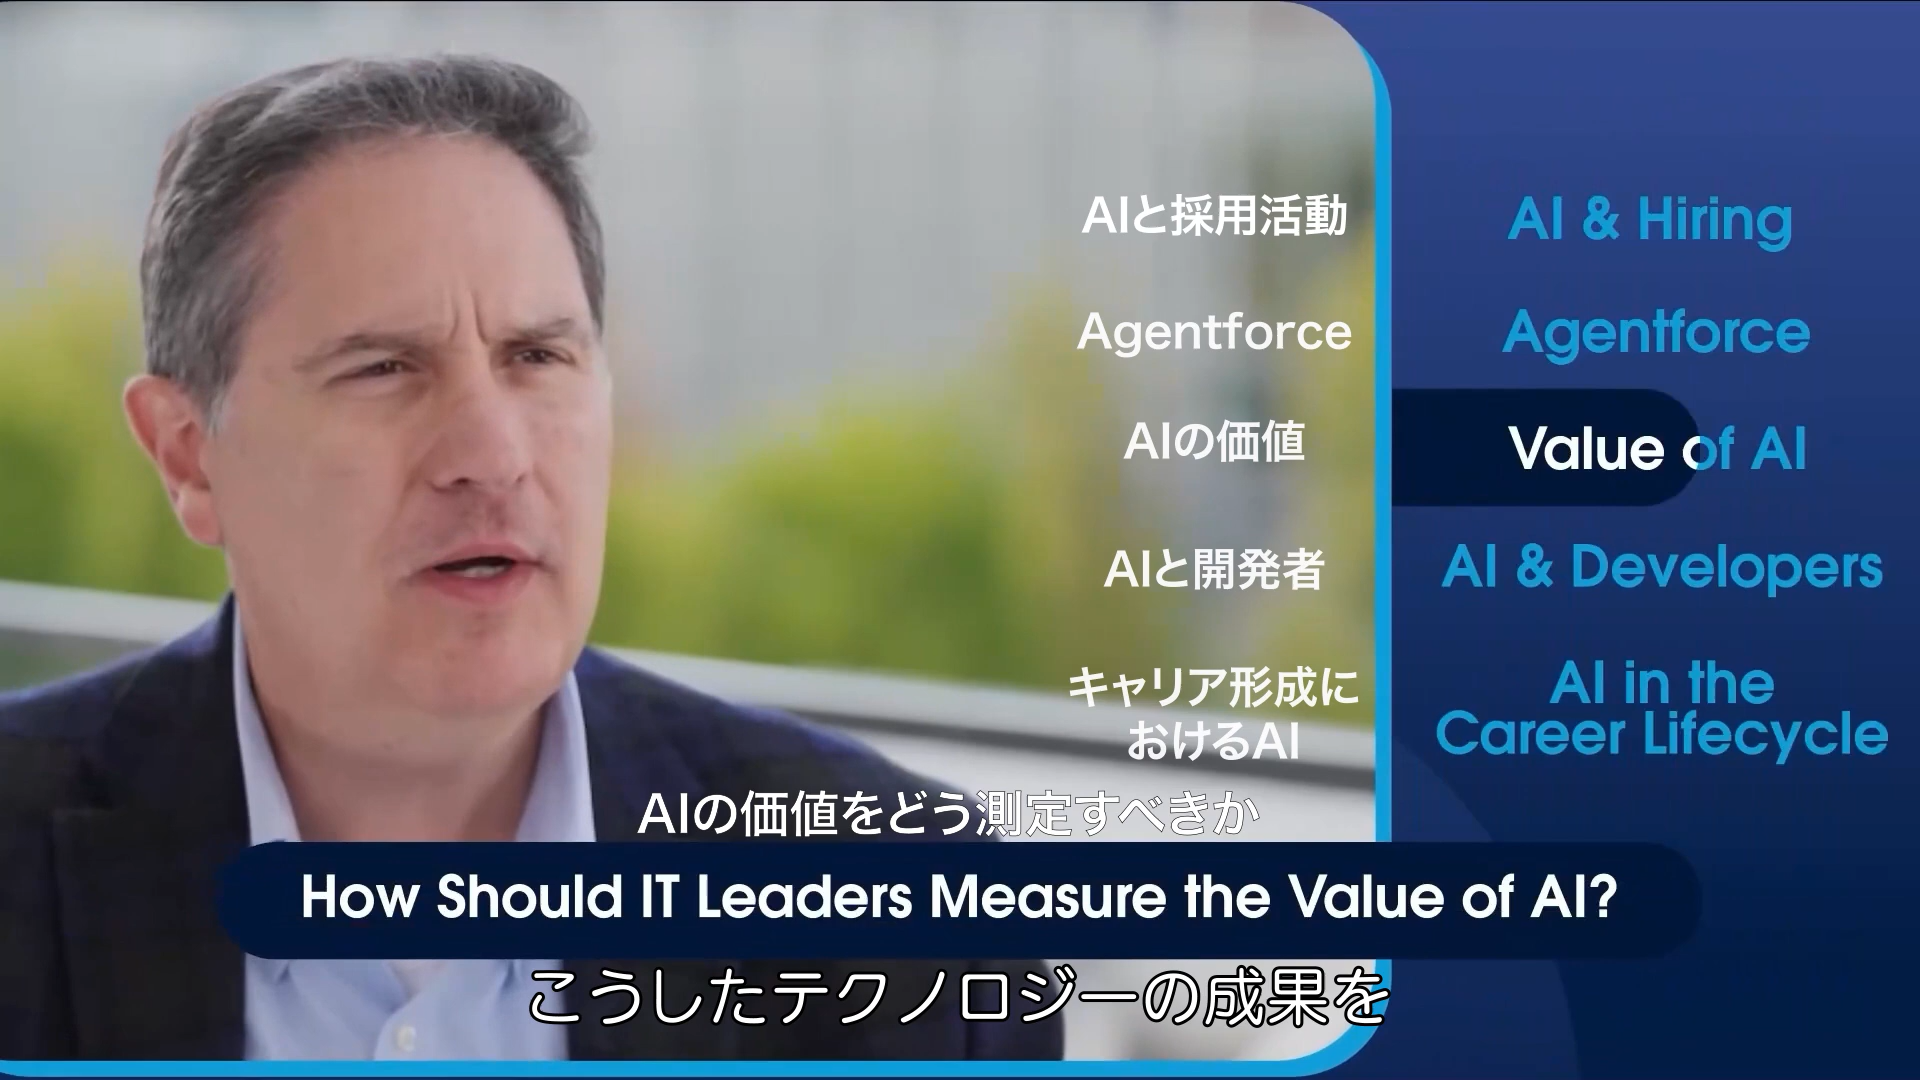 AIと採用活動
AI & Hiring
Agentforce
Agentforce
AIの価値
Value of AI
AIと開発者
AI & Developers
キャリア形成に
おけるAI
AI in the
Career Lifecycle
AIの価値をどう測定すべきか
How Should IT Leaders Measure the Value of AI?
こうしたテクノロジーの成果を